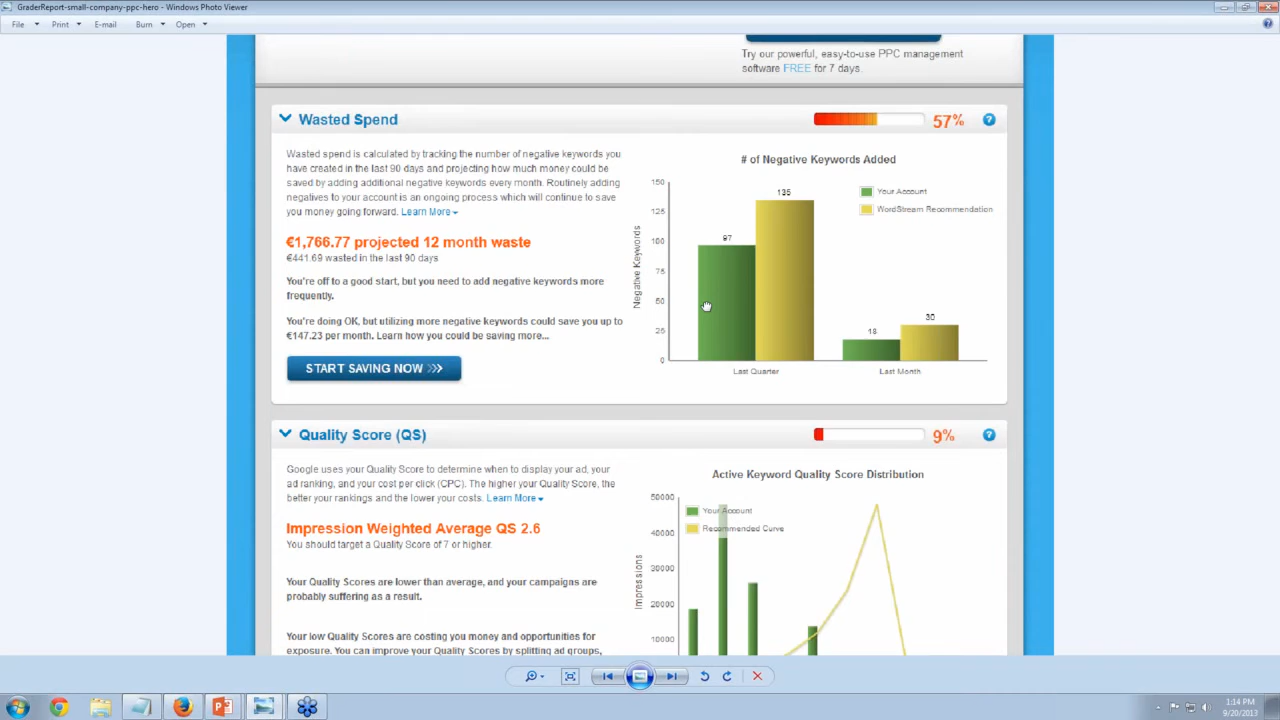 GraderReport-small-company-ppc-hero - Windows Photo Viewer
File Print E-mail Burn Open
Try our powerful, easy-to-use PPC management
software FREE for 7 days.
Wasted Spend
57%
Wasted spend is calculated by tracking the number of negative keywords you
have created in the last 90 days and projecting how much money could be
saved by adding additional negative keywords every month. Routinely adding
negatives to your account is an ongoing process which will continue to save
you money going forward. Learn More
€1,766.77 projected 12 month waste
€441.69 wasted in the last 90 days
You're off to a good start, but you need to add negative keywords more
frequently.
You're doing OK, but utilizing more negative keywords could save you up to
€147.23 per month. Learn how you could be saving more...
START SAVING NOW
# of Negative Keywords Added
Your Account
WordStream Recommendation
Negative Keywords
150
125
100
75
50
25
0
97
135
18
30
Last Quarter
Last Month
Quality Score (QS)
9%
Google uses your Quality Score to determine when to display your ad, your
ad ranking, and your cost per click (CPC). The higher your Quality Score, the
better your rankings and the lower your costs. Learn More
Impression Weighted Average QS 2.6
You should target a Quality Score of 7 or higher.
Your Quality Scores are lower than average, and your campaigns are
probably suffering as a result.
Your low Quality Scores are costing you money and opportunities for
exposure. You can improve your Quality Scores by splitting ad groups,
Active Keyword Quality Score Distribution
Your Account
Recommended Curve
Impressions
50000
40000
30000
20000
10000
1:14 PM
9/20/2013